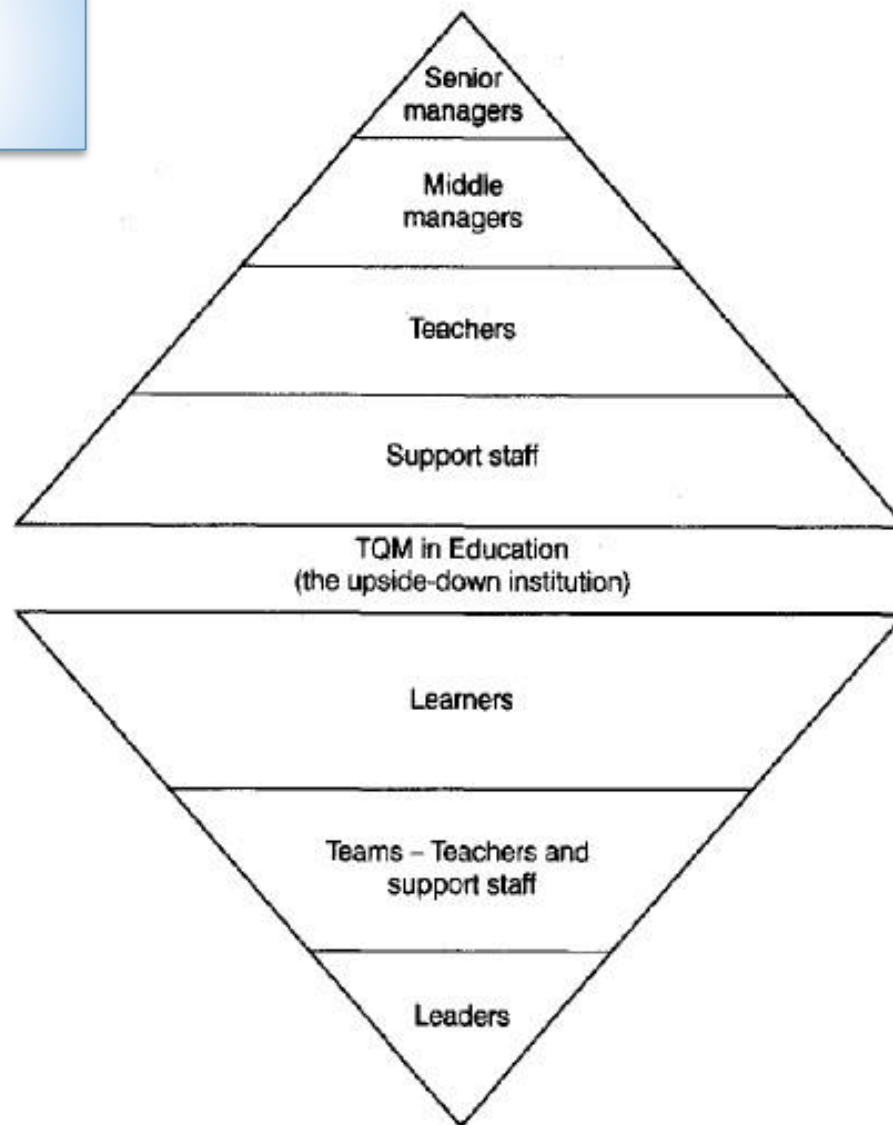 Senior
managers
Middle
managers
Teachers
Support staff
TQM in Education
(the upside-down institution)
Learners
Teams – Teachers and
support staff
Leaders